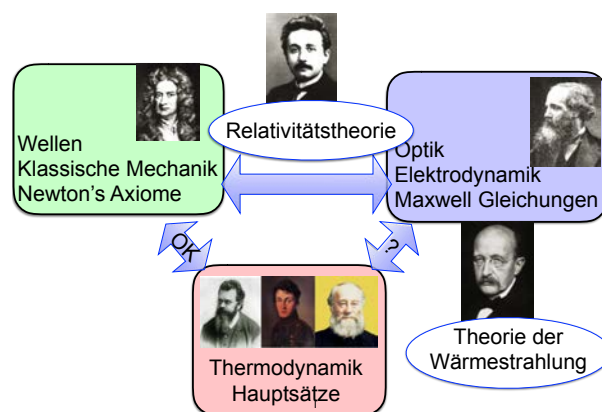 Relativitätstheorie
Wellen
Klassische Mechanik
Newton's Axiome
Optik
Elektrodynamik
Maxwell Gleichungen
OK
?
Thermodynamik
Hauptsätze
Theorie der
Wärmestrahlung